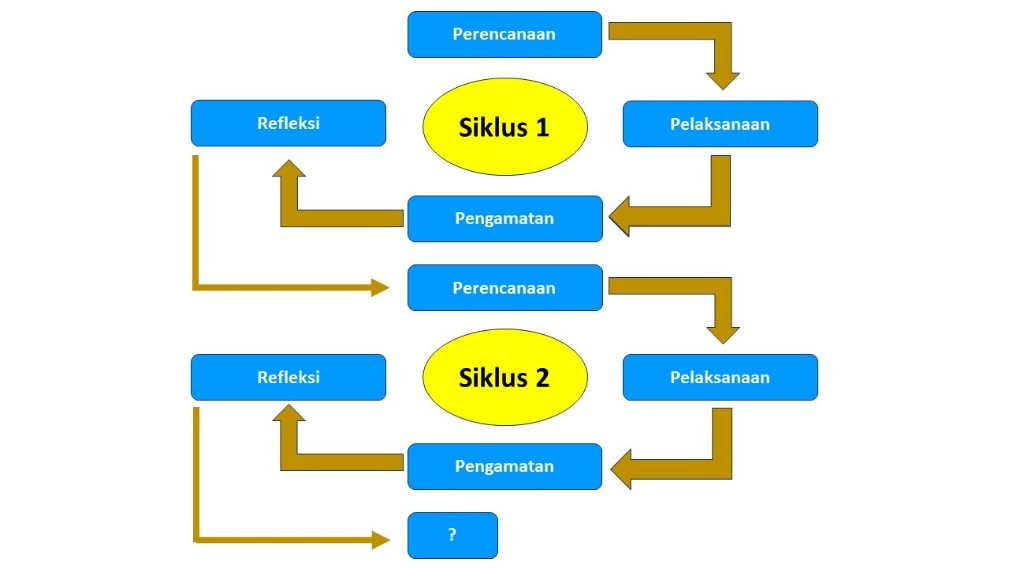 Perencanaan
Siklus 1
Refleksi
Pelaksanaan
Pengamatan
Perencanaan
Siklus 2
Refleksi
Pelaksanaan
Pengamatan
?